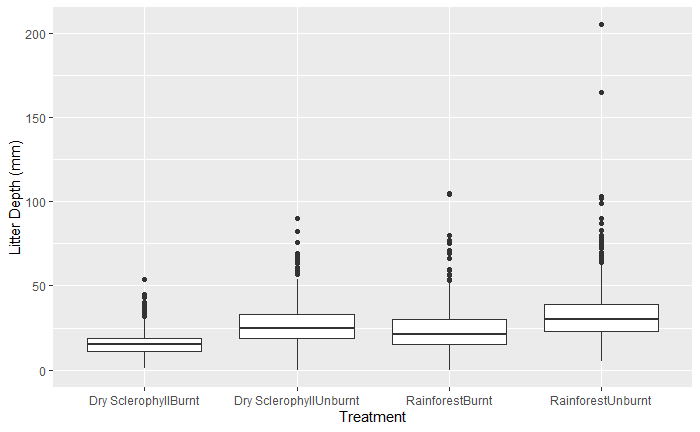 200
150
100
50
0
Litter Depth (mm)
Dry SclerophyllBurnt Dry SclerophyllUnburnt RainforestBurnt RainforestUnburnt
Treatment